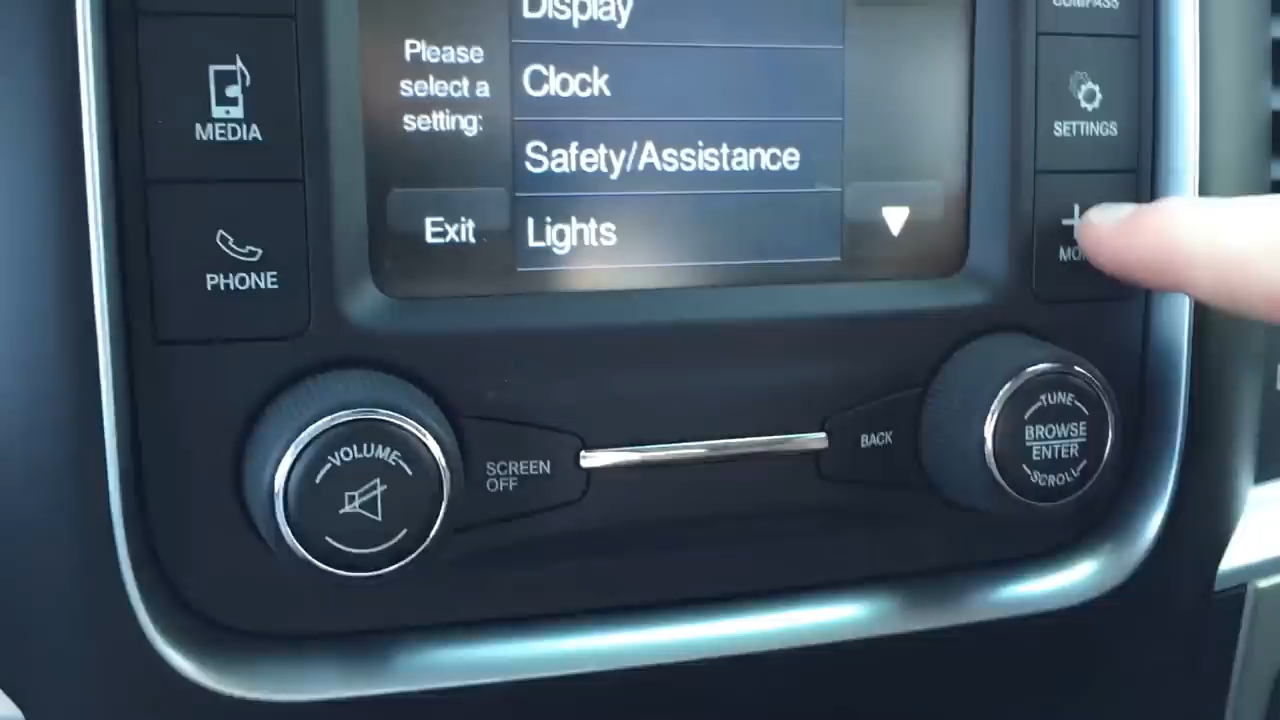 Display
COMPASS
Please
select a
setting:
Clock
MEDIA
SETTINGS
Safety/Assistance
Exit
Lights
PHONE
VOLUME
SCREEN
OFF
BACK
TUNE
BROWSE
ENTER
SCROLL